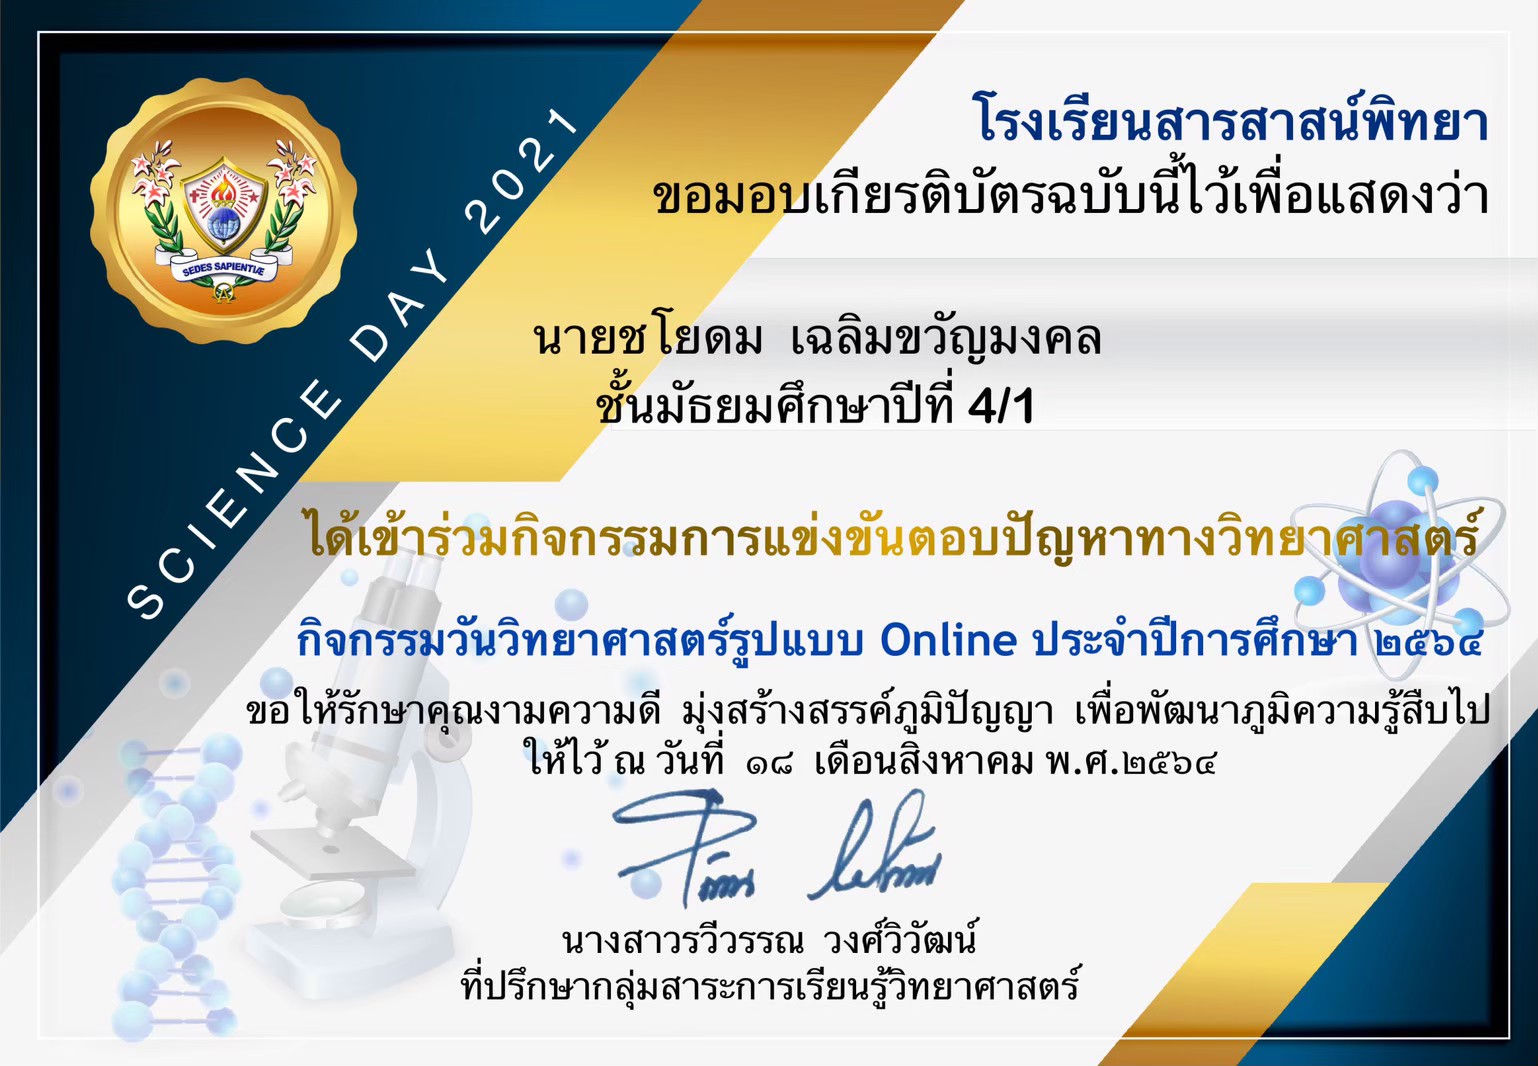 โรงเรียนสารสาสน์พิทยา
ขอมอบเกียรติบัตรฉบับนี้ไว้เพื่อแสดงว่า
SEDES SAPIENTIÆ
SCIENCE DAY 2021
นายชโยดม เฉลิมขวัญมงคล
ชั้นมัธยมศึกษาปีที่ 4/1
ได้เข้าร่วมกิจกรรมการแข่งขันตอบปัญหาทางวิทยาศาสตร์
กิจกรรมวันวิทยาศาสตร์รูปแบบ Online ประจำปีการศึกษา ๒๕๖๔
ขอให้รักษาคุณงามความดี มุ่งสร้างสรรค์ภูมิปัญญา เพื่อพัฒนาภูมิความรู้สืบไป
ให้ไว้ ณ วันที่ ๑๘ เดือนสิงหาคม พ.ศ.๒๕๖๔
นางสาวรวีวรรณ วงศ์วิวัฒน์
ที่ปรึกษากลุ่มสาระการเรียนรู้วิทยาศาสตร์